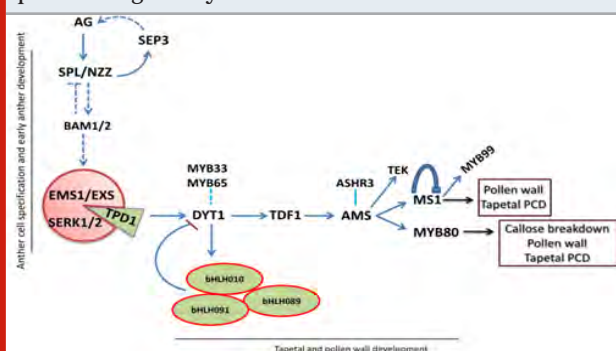 AG
SEP3
SPL/NZZ
BAM1/2
Anther cell specification and early anther development
EMS1/EXS
SERK1/2
TPD1
MYB33
MYB65
DYT1
TDF1
ASHR3
AMS
TEK
MS1
MYB99
MYB80
Pollen wall
Tapetal PCD
Callose breakdown
Pollen wall
Tapetal PCD
bHLH010
bHLH089
bHLH091
Tapetal and pollen wall development